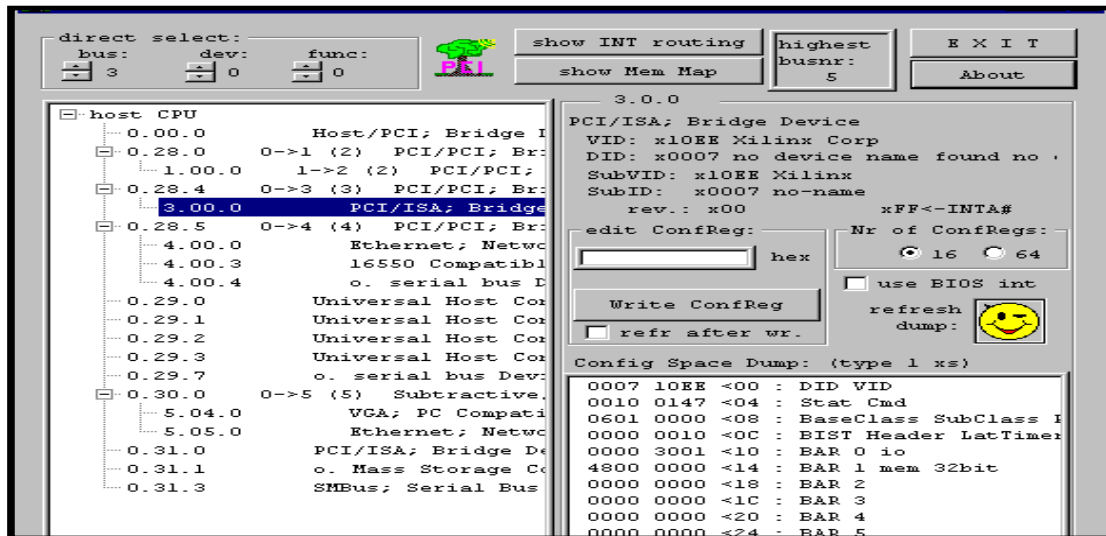 direct select:
bus: dev: func:
3 0 0
PCI
show INT routing
show Mem Map
highest
busnr:
5
E X I T
About
host CPU
0.00.0 Host/PCI; Bridge
0.28.0 0->1 (2) PCI/PCI; Br
1.00.0 1->2 (2) PCI/PCI;
0.28.4 0->3 (3) PCI/PCI; Br
3.00.0 PCI/ISA; Bridge
0.28.5 0->4 (4) PCI/PCI; Br
4.00.0 Ethernet; Netwo
4.00.3 16550 Compatibl
4.00.4 o. serial bus D
0.29.0 Universal Host Co
0.29.1 Universal Host Co
0.29.2 Universal Host Co
0.29.3 Universal Host Co
0.29.7 o. serial bus Dev
0.30.0 0->5 (5) Subtractive
5.04.0 VGA; PC Compati
5.05.0 Ethernet; Netwo
0.31.0 PCI/ISA; Bridge De
0.31.1 o. Mass Storage Co
0.31.3 SMBus; Serial Bus
3.0.0
PCI/ISA; Bridge Device
VID: x10EE Xilinx Corp
DID: x0007 no device name found no
SubVID: x10EE Xilinx
SubID: x0007 no-name
rev.: x00 xFF<-INTA#
edit ConfReg:
hex
Write ConfReg
refr after wr.
Nr of ConfRegs:
16 64
use BIOS int
refresh
dump:
Config Space Dump: (type 1 xs)
0007 10EE <00 : DID VID
0010 0147 <04 : Stat Cmd
0601 0000 <08 : BaseClass SubClass
0000 0010 <0C : BIST Header LatTimer
0000 3001 <10 : BAR 0 io
4800 0000 <14 : BAR 1 mem 32bit
0000 0000 <18 : BAR 2
0000 0000 <1C : BAR 3
0000 0000 <20 : BAR 4
0000 0000 <24 : BAR 5